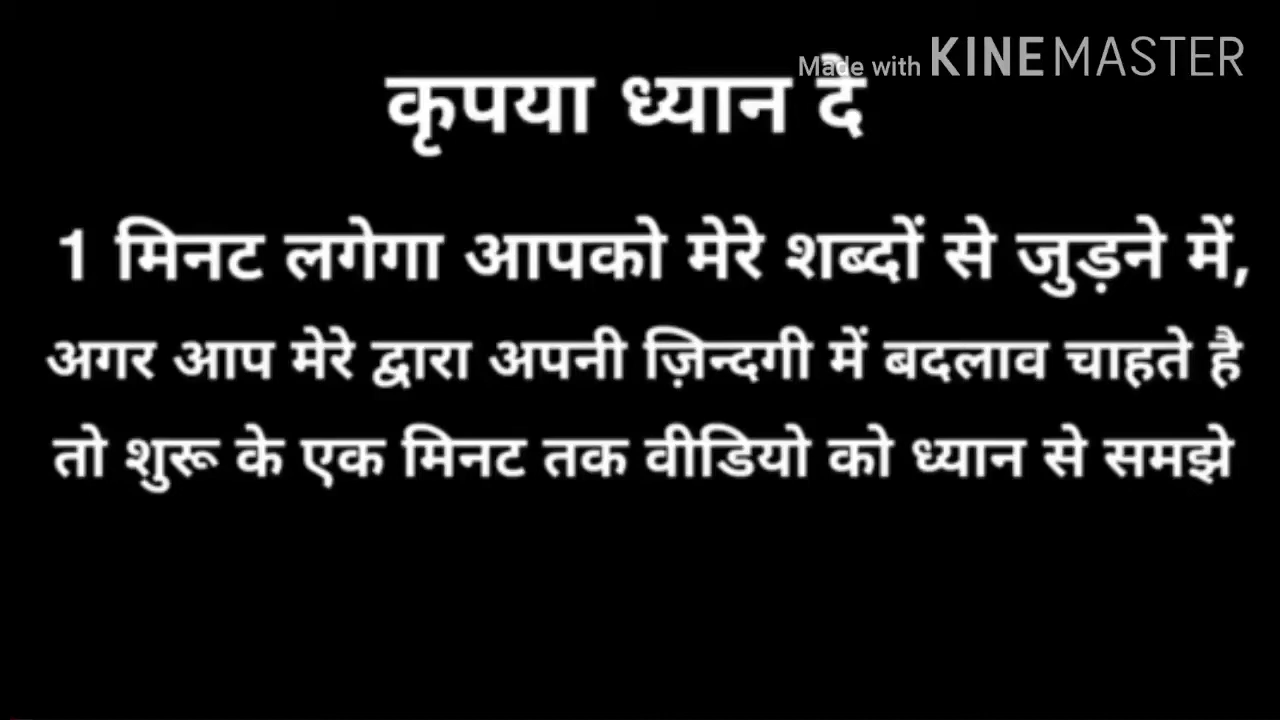 Made with KINEMASTER
कृपया ध्यान दे
1 मिनट लगेगा आपको मेरे शब्दों से जुड़ने में,
अगर आप मेरे द्वारा अपनी ज़िन्दगी में बदलाव चाहते है
तो शुरू के एक मिनट तक वीडियो को ध्यान से समझे